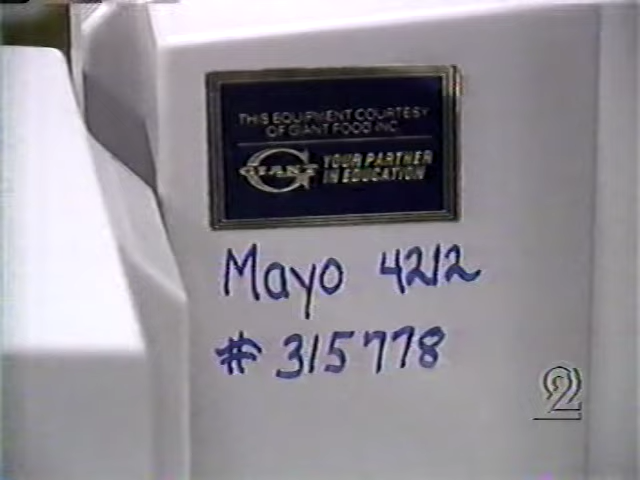 THIS EQUIPMENT COURTESY
OF GIANT FOOD INC.
GIANT
YOUR PARTNER
IN EDUCATION
Mayo 4212
# 315778
2